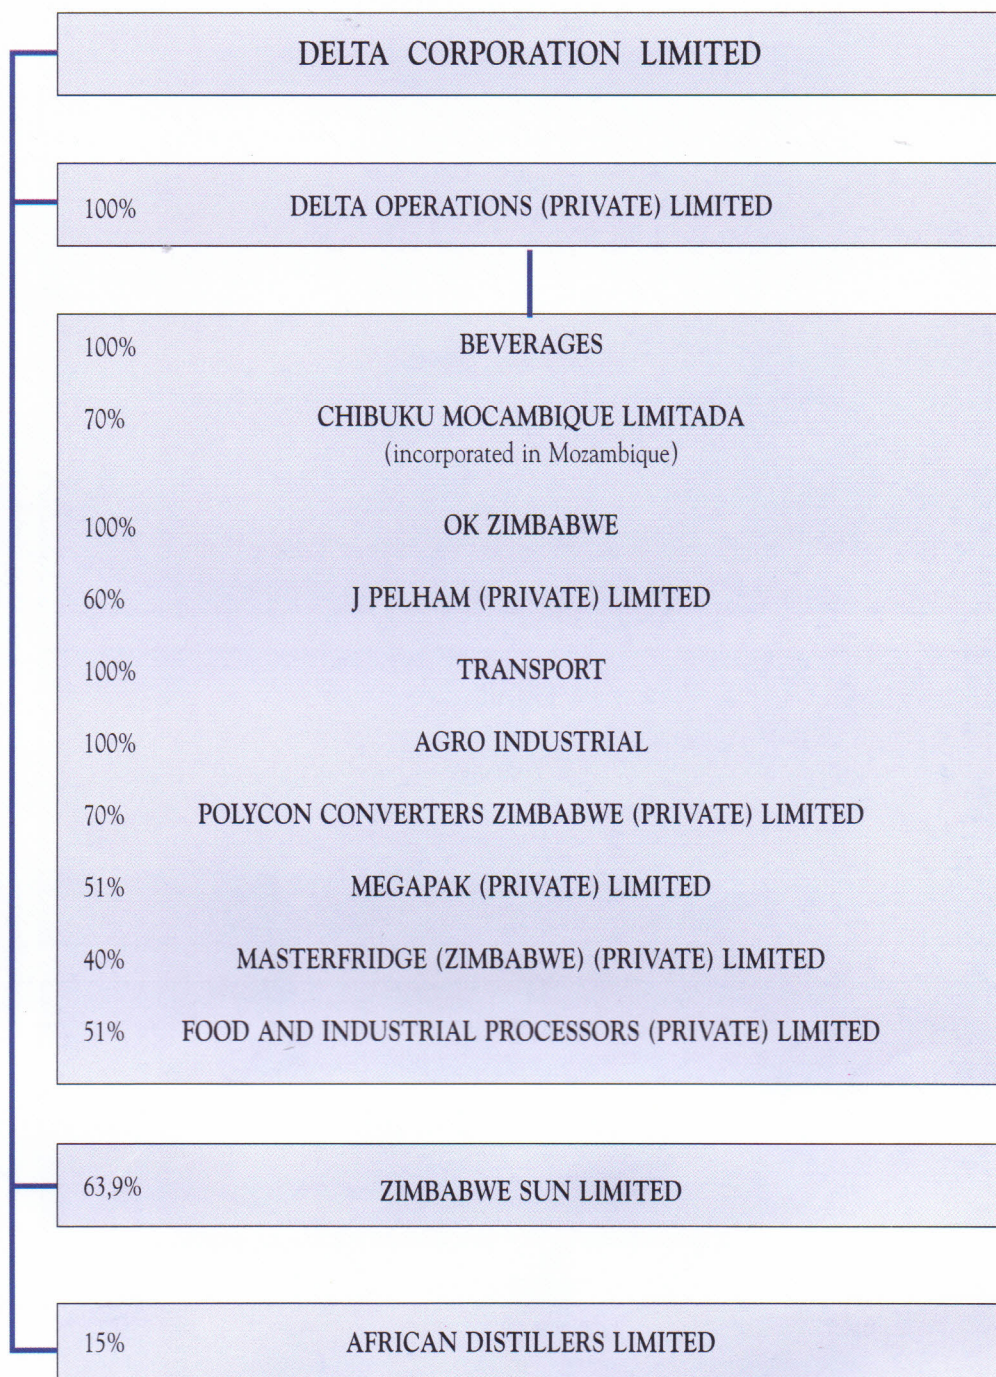 DELTA CORPORATION LIMITED
100% DELTA OPERATIONS (PRIVATE) LIMITED
100% BEVERAGES
70% CHIBUKU MOCAMBIQUE LIMITADA
(incorporated in Mozambique)
100% OK ZIMBABWE
60% J PELHAM (PRIVATE) LIMITED
100% TRANSPORT
100% AGRO INDUSTRIAL
70% POLYCON CONVERTERS ZIMBABWE (PRIVATE) LIMITED
51% MEGAPAK (PRIVATE) LIMITED
40% MASTERFRIDGE (ZIMBABWE) (PRIVATE) LIMITED
51% FOOD AND INDUSTRIAL PROCESSORS (PRIVATE) LIMITED
63,9% ZIMBABWE SUN LIMITED
15% AFRICAN DISTILLERS LIMITED